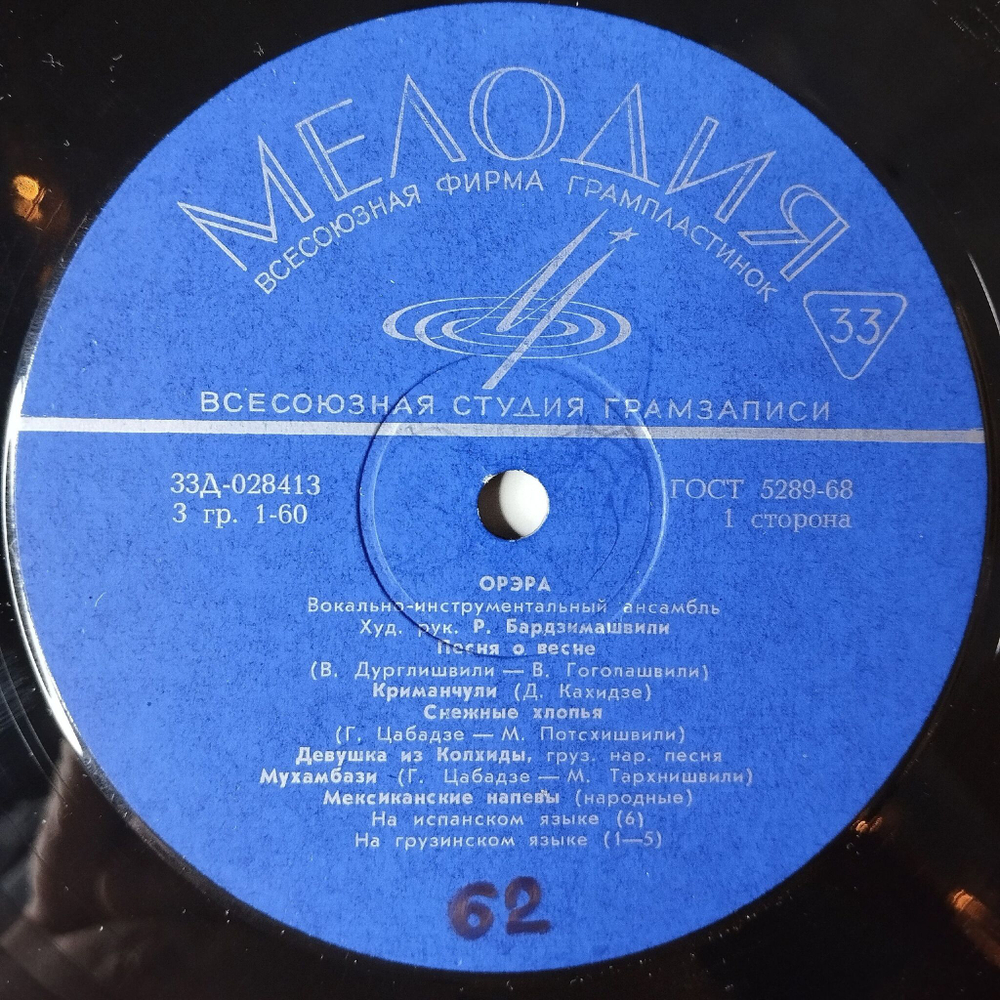 МЕЛОДИЯ
ВСЕСОЮЗНАЯ ФИРМА ГРАМПЛАСТИНОК
33
ВСЕСОЮЗНАЯ СТУДИЯ ГРАМЗАПИСИ
33Д-028413
3 гр. 1-60
ГОСТ 5289-68
1 сторона
ОРЭРА
Вокально-инструментальный ансамбль
Худ. рук. Р. Бардзимашвили
Песня о весне
(В. Дурглишвили — В. Гоголашвили)
Криманчули (Д. Кахидзе)
Снежные хлопья
(Г. Цабадзе — М. Потсхишвили)
Девушка из Колхиды, груз. нар. песня
Мухамбази (Г. Цабадзе — М. Тархнишвили)
Мексиканские напевы (народные)
На испанском языке (6)
На грузинском языке (1—5)
62